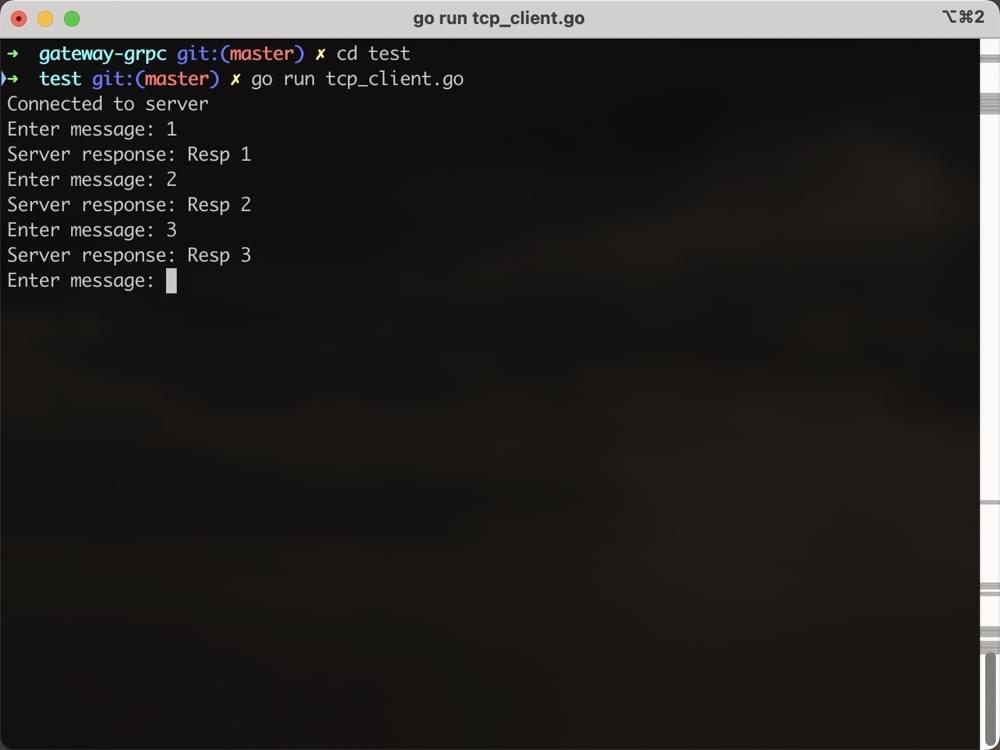 go run tcp_client.go
⌥⌘2
➜  gateway-grpc git:(master) ✗ cd test
➜  test git:(master) ✗ go run tcp_client.go
Connected to server
Enter message: 1
Server response: Resp 1
Enter message: 2
Server response: Resp 2
Enter message: 3
Server response: Resp 3
Enter message: